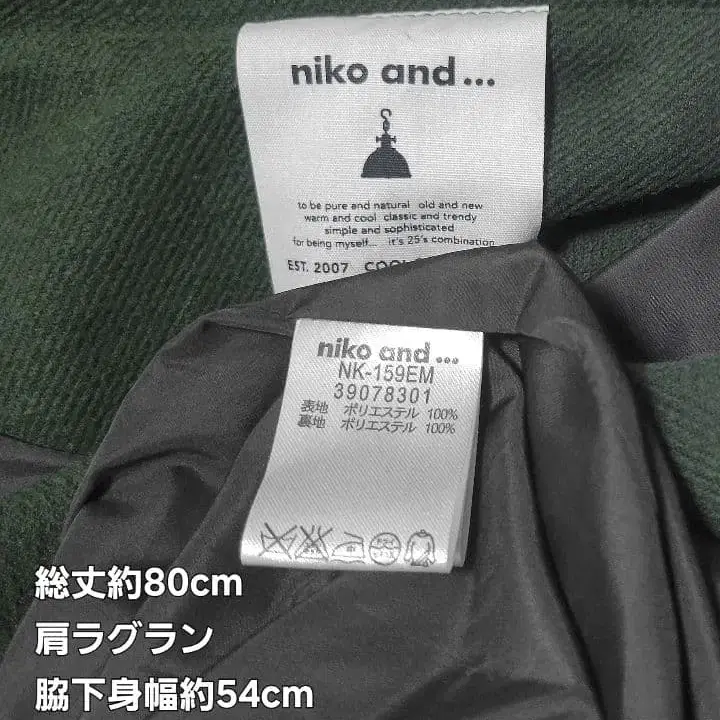 niko and...
to be pure and natural old and new
warm and cool classic and trendy
simple and sophisticated
for being myself... it's 25's combination
EST. 2007
niko and...
NK-159EM
39078301
表地 ポリエステル 100%
裏地 ポリエステル 100%
中
総丈約80cm
肩ラグラン
脇下身幅約54cm